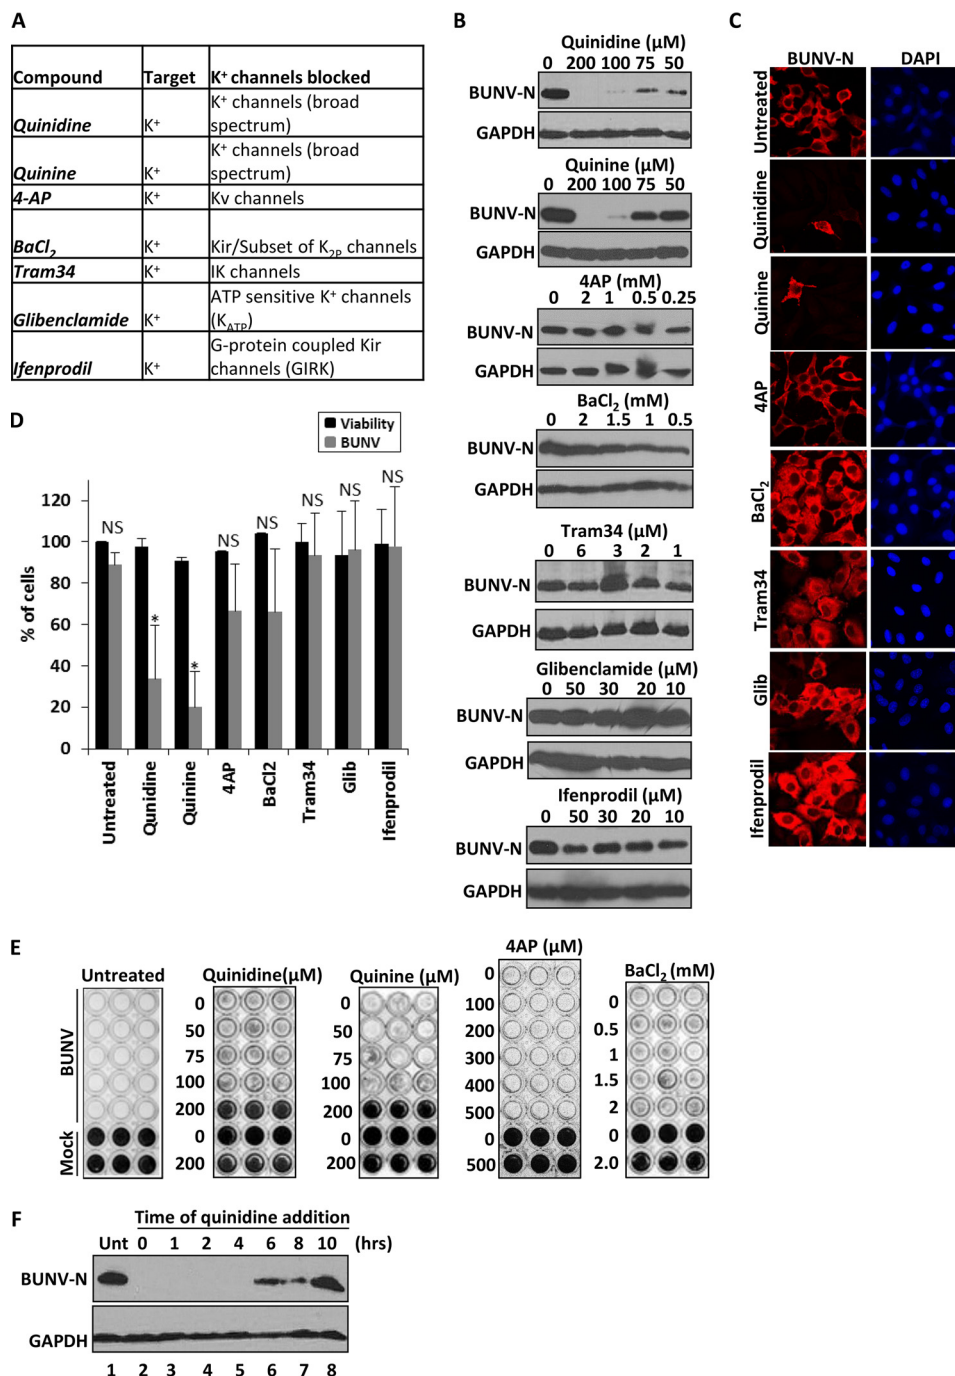 A
Compound Target K+ channels blocked
Quinidine K+ K+ channels (broad spectrum)
Quinine K+ K+ channels (broad spectrum)
4-AP K+ Kv channels
BaCl2 K+ Kir/Subset of K2P channels
Tram34 K+ IK channels
Glibenclamide K+ ATP sensitive K+ channels (KATP)
Ifenprodil K+ G-protein coupled Kir channels (GIRK)
B
Quinidine (µM)
0 200 100 75 50
BUNV-N
GAPDH
Quinine (µM)
0 200 100 75 50
BUNV-N
GAPDH
4AP (mM)
0 2 1 0.5 0.25
BUNV-N
GAPDH
BaCl2 (mM)
0 2 1.5 1 0.5
BUNV-N
GAPDH
Tram34 (µM)
0 6 3 2 1
BUNV-N
GAPDH
Glibenclamide (µM)
0 50 30 20 10
BUNV-N
GAPDH
Ifenprodil (µM)
0 50 30 20 10
BUNV-N
GAPDH
C
BUNV-N DAPI
Untreated
Quinidine
Quinine
4AP
BaCl2
Tram34
Glib
Ifenprodil
D
Viability
BUNV
% of cells
120
100
80
60
40
20
0
NS * * NS NS NS NS NS
Untreated
Qunidine
Quinine
4AP
BaCl2
Tram34
Glib
Ifenprodil
E
Untreated
BUNV
Mock
Quinidine(µM)
0
50
75
100
200
0
200
Quinine (µM)
0
50
75
100
200
0
200
4AP (µM)
0
100
200
300
400
500
0
500
BaCl2 (mM)
0
0.5
1
1.5
2
0
2.0
F
Time of quinidine addition
Unt 0 1 2 4 6 8 10 (hrs)
BUNV-N
GAPDH
1 2 3 4 5 6 7 8